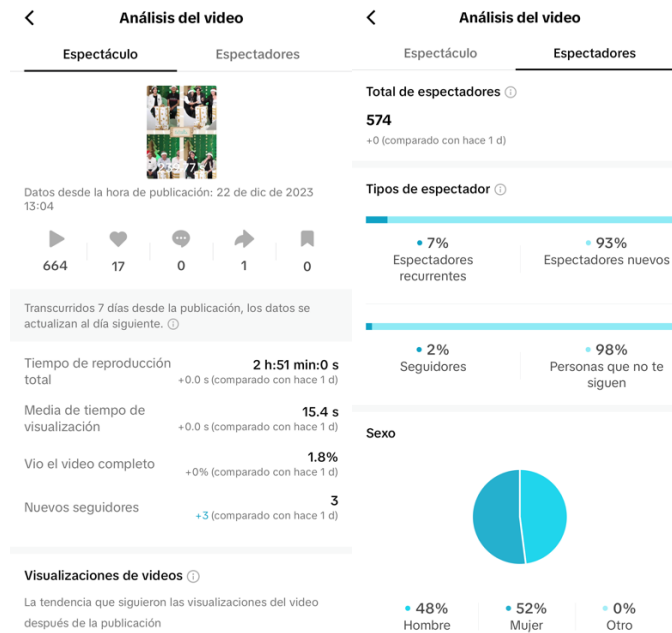 Análisis del video
Espectáculo
Espectadores
Datos desde la hora de publicación: 22 de dic de 2023
13:04
664
17
0
1
0
Transcurridos 7 días desde la publicación, los datos se
actualizan al día siguiente.
Tiempo de reproducción
total
2 h:51 min:0 s
+0.0 s (comparado con hace 1 d)
Media de tiempo de
visualización
15.4 s
+0.0 s (comparado con hace 1 d)
Vio el video completo
1.8%
+0% (comparado con hace 1 d)
Nuevos seguidores
3
+3 (comparado con hace 1 d)
Visualizaciones de videos
La tendencia que siguieron las visualizaciones del video
después de la publicación
Análisis del video
Espectáculo
Espectadores
Total de espectadores
574
+0 (comparado con hace 1 d)
Tipos de espectador
7%
Espectadores
recurrentes
93%
Espectadores nuevos
2%
Seguidores
98%
Personas que no te
siguen
Sexo
48%
Hombre
52%
Mujer
0%
Otro